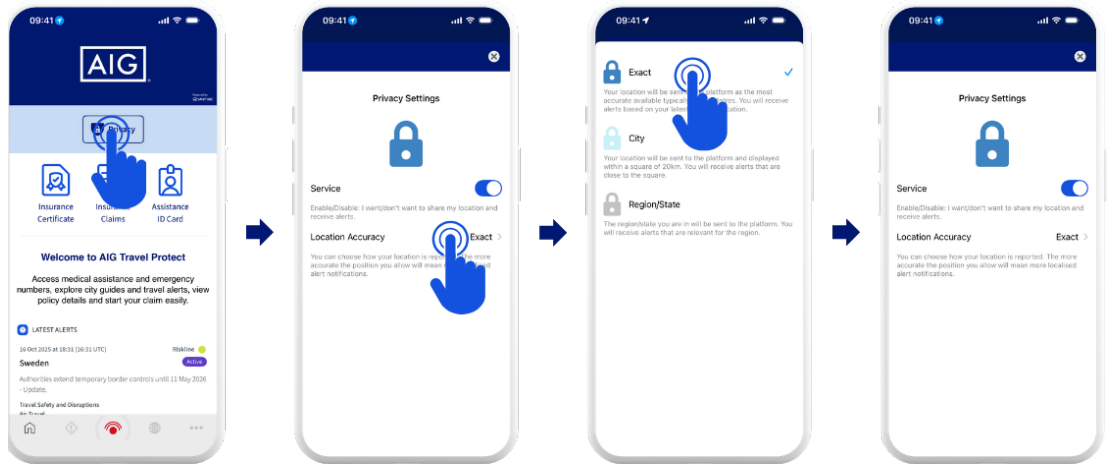 09:41
AIG
Privacy
Insurance
Certificate
Claims
Assistance
ID Card
Welcome to AIG Travel Protect
Access medical assistance and emergency
numbers, explore city guides and travel alerts, view
policy details and start your claim easily.
LATEST ALERTS
16 Oct 2025 at 18:31 (16:31 UTC)
Riskline
Sweden
Active
Authorities extend temporary border controls until 11 May 2026
- Update.
Travel Safety and Disruptions
Air Travel
09:41
Privacy Settings
Service
Enable/Disable: I want/don't want to share my location and
receive alerts.
Location Accuracy
Exact
You can choose how your location is The more
accurate the position you allow will mean localised
alert notifications.
09:41
Exact
Your location will be sent platform as the most
accurate available You will receive
alerts based on your
City
Your location will be sent to the platform and displayed
within a square of 20km. You will receive alerts that are
close to the square.
Region/State
The region/state you are in will be sent to the platform. You
will receive alerts that are relevant for the region.
09:41
Privacy Settings
Service
Enable/Disable: I want/don't want to share my location and
receive alerts.
Location Accuracy
Exact
You can choose how your location is reported. The more
accurate the position you allow will mean more localised
alert notifications.